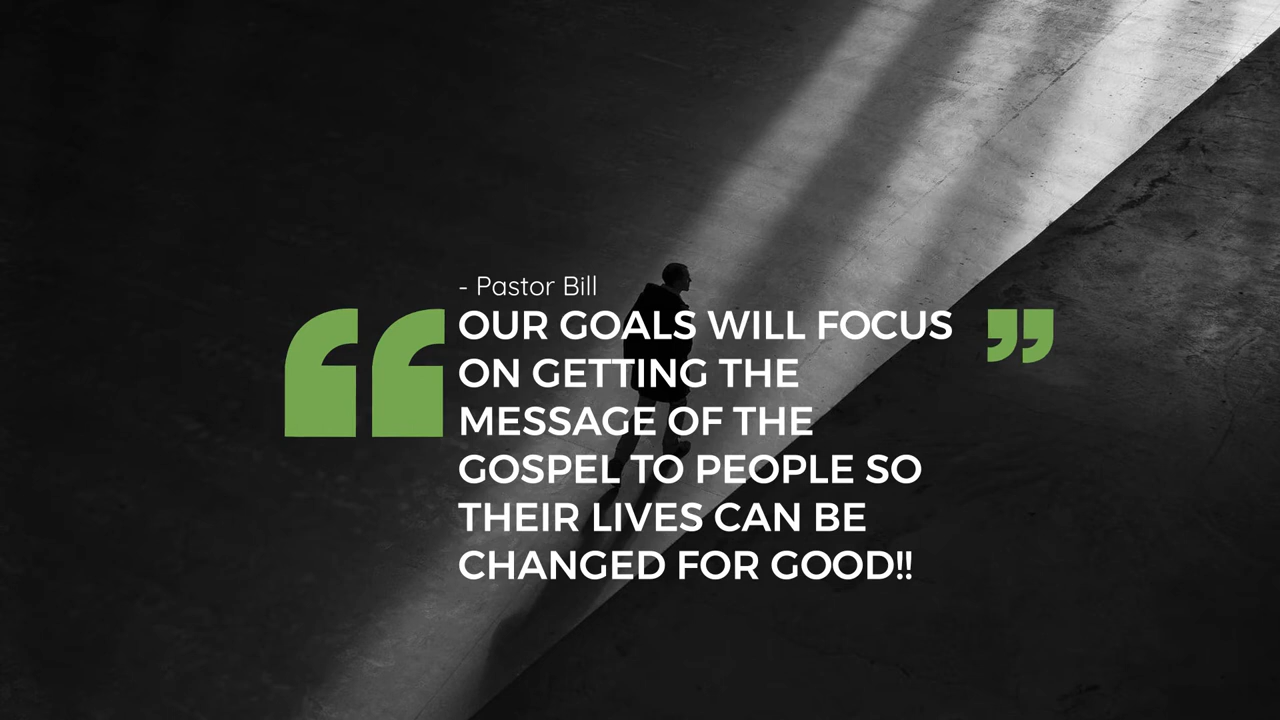 - Pastor Bill
“ OUR GOALS WILL FOCUS ”
ON GETTING THE
MESSAGE OF THE
GOSPEL TO PEOPLE SO
THEIR LIVES CAN BE
CHANGED FOR GOOD!!